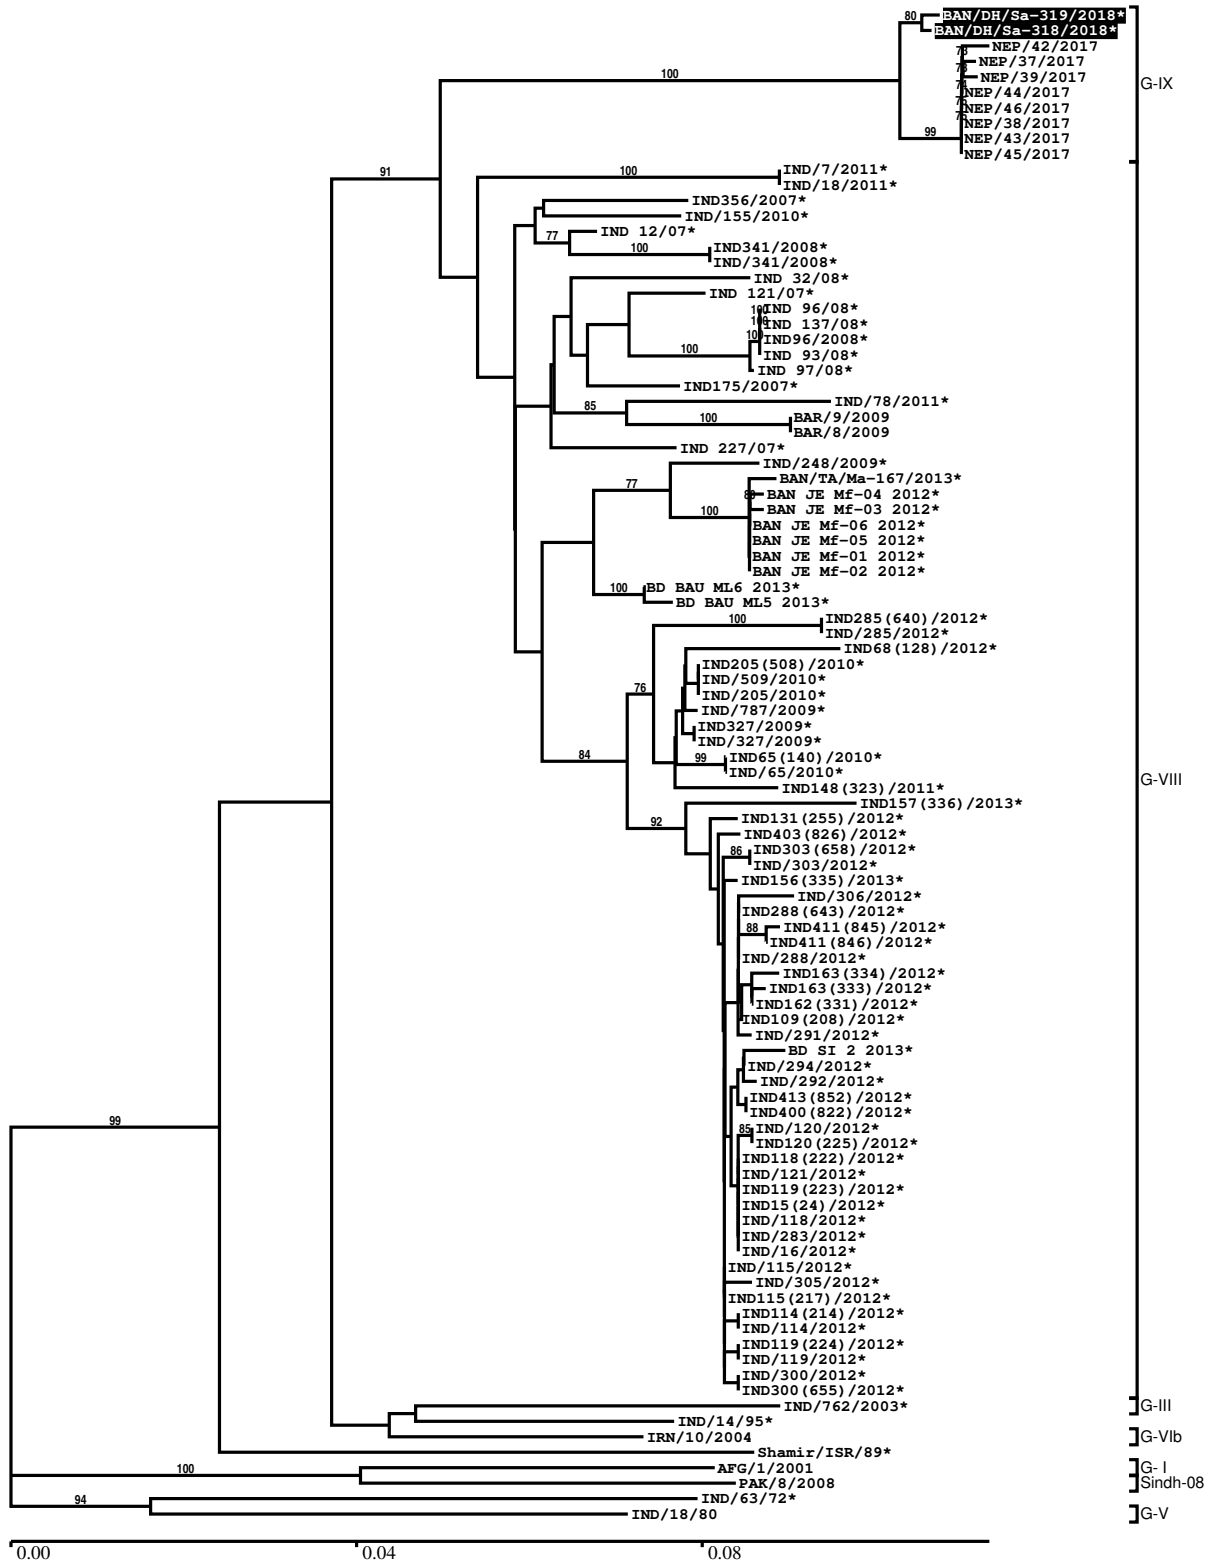 80
BAN/DH/Sa-319/2018*
BAN/DH/Sa-318/2018*
NEP/42/2017
NEP/37/2017
NEP/39/2017
NEP/44/2017
NEP/46/2017
NEP/38/2017
NEP/43/2017
NEP/45/2017
100
99
G-IX
91
100
IND/7/2011*
IND/18/2011*
IND356/2007*
IND/155/2010*
77
IND 12/07*
100
IND341/2008*
IND/341/2008*
IND 32/08*
IND 121/07*
IND 96/08*
IND 137/08*
IND96/2008*
100
IND 93/08*
IND 97/08*
IND175/2007*
85
IND/78/2011*
100
BAR/9/2009
BAR/8/2009
IND 227/07*
77
IND/248/2009*
BAN/TA/Ma-167/2013*
BAN JE Mf-04 2012*
BAN JE Mf-03 2012*
100
BAN JE Mf-06 2012*
BAN JE Mf-05 2012*
BAN JE Mf-01 2012*
BAN JE Mf-02 2012*
100
BD BAU ML6 2013*
BD BAU ML5 2013*
100
IND285(640)/2012*
IND/285/2012*
IND68(128)/2012*
IND205(508)/2010*
IND/509/2010*
76
IND/205/2010*
IND/787/2009*
IND327/2009*
IND/327/2009*
84
99
IND65(140)/2010*
IND/65/2010*
G-VIII
IND148(323)/2011*
IND157(336)/2013*
92
IND131(255)/2012*
IND403(826)/2012*
86
IND303(658)/2012*
IND/303/2012*
IND156(335)/2013*
IND/306/2012*
IND288(643)/2012*
88
IND411(845)/2012*
IND411(846)/2012*
IND/288/2012*
IND163(334)/2012*
IND163(333)/2012*
IND162(331)/2012*
IND109(208)/2012*
IND/291/2012*
BD SI 2 2013*
IND/294/2012*
IND/292/2012*
IND413(852)/2012*
IND400(822)/2012*
99
85
IND/120/2012*
IND120(225)/2012*
IND118(222)/2012*
IND/121/2012*
IND119(223)/2012*
IND15(24)/2012*
IND/118/2012*
IND/283/2012*
IND/16/2012*
IND/115/2012*
IND/305/2012*
IND115(217)/2012*
IND114(214)/2012*
IND/114/2012*
IND119(224)/2012*
IND/119/2012*
IND/300/2012*
IND300(655)/2012*
IND/762/2003*
G-III
IND/14/95*
IRN/10/2004
G-VIb
Shamir/ISR/89*
100
AFG/1/2001
G- I
PAK/8/2008
Sindh-08
94
IND/63/72*
IND/18/80
G-V
0.00 0.04 0.08